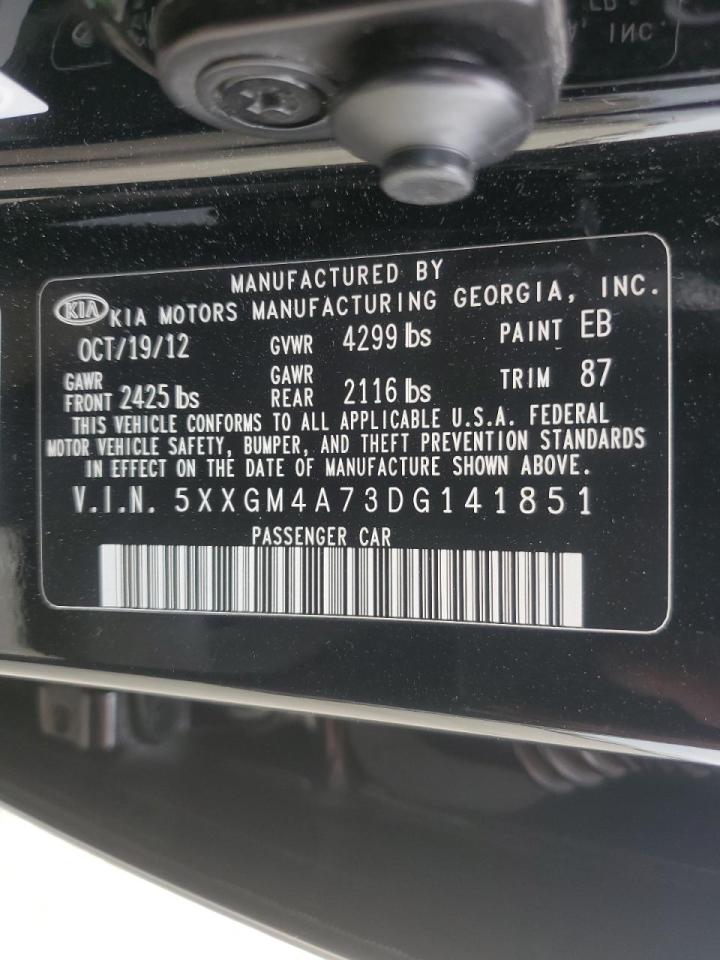 INC.
MANUFACTURED BY
KIA KIA MOTORS MANUFACTURING GEORGIA, INC.
OCT/19/12 GVWR 4299 lbs PAINT EB
GAWR FRONT 2425 lbs GAWR REAR 2116 lbs TRIM 87
THIS VEHICLE CONFORMS TO ALL APPLICABLE U.S.A. FEDERAL
MOTOR VEHICLE SAFETY, BUMPER, AND THEFT PREVENTION STANDARDS
IN EFFECT ON THE DATE OF MANUFACTURE SHOWN ABOVE.
V.I.N. 5XXGM4A73DG141851
PASSENGER CAR